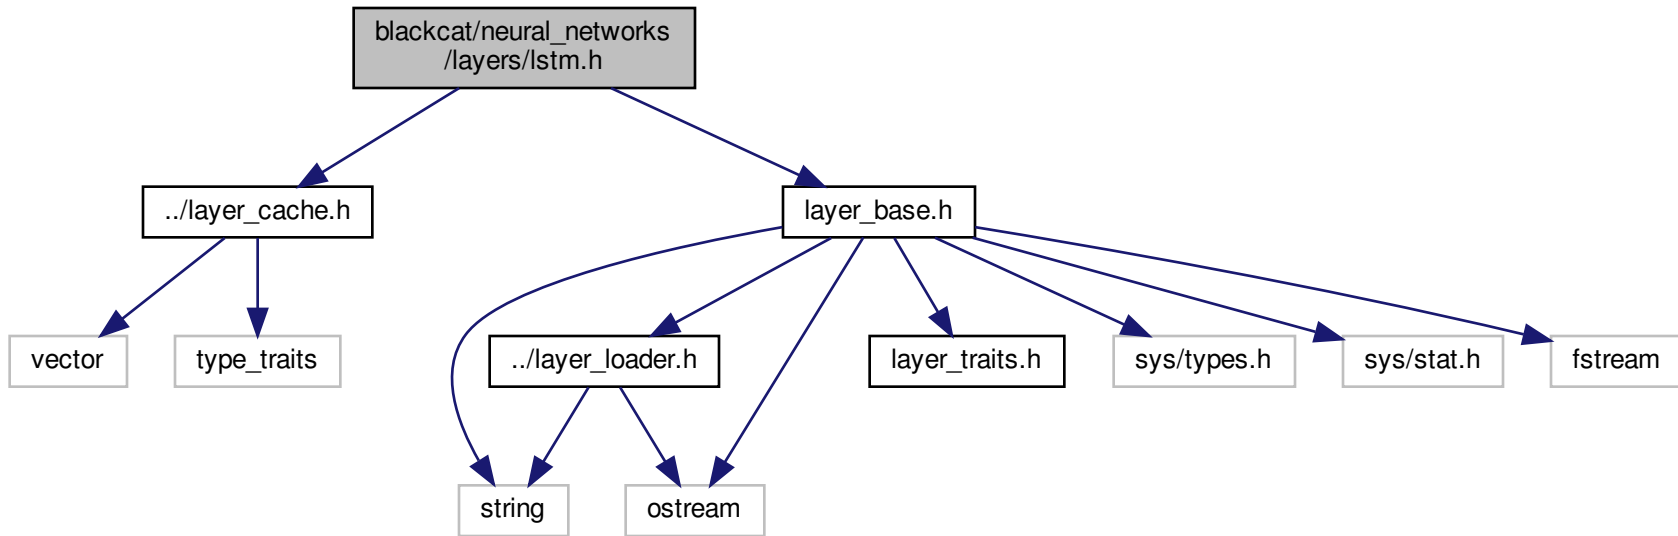 blackcat/neural_networks
/layers/lstm.h
../layer_cache.h
layer_base.h
vector
type_traits
../layer_loader.h
layer_traits.h
sys/types.h
sys/stat.h
fstream
string
ostream